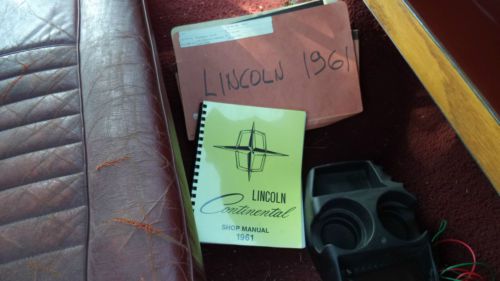 LINCOLN 1961
LINCOLN
Continental
SHOP MANUAL
1961